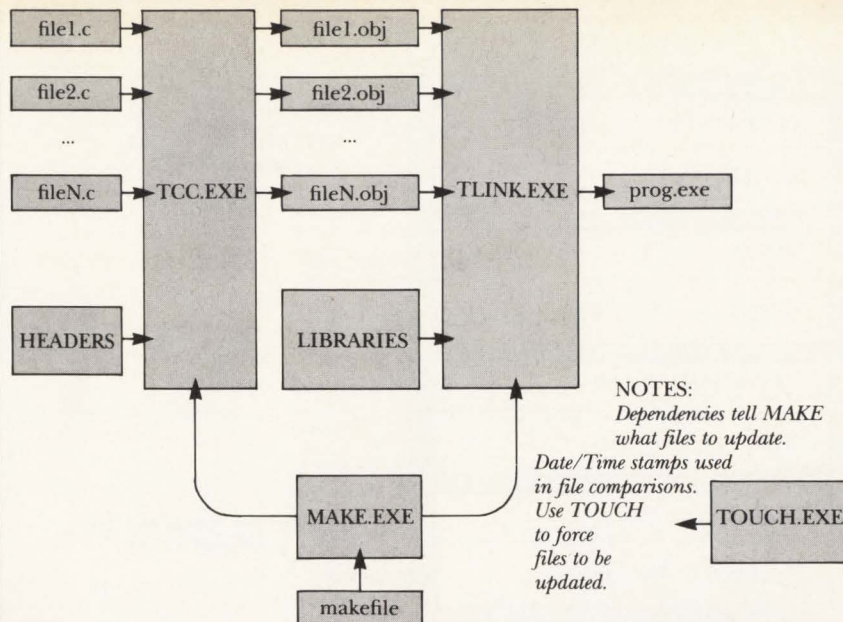 file1.c
file1.obj
file2.c
file2.obj
...
...
fileN.c
TCC.EXE
fileN.obj
TLINK.EXE
prog.exe
HEADERS
LIBRARIES
NOTES:
Dependencies tell MAKE
what files to update.
Date/Time stamps used
in file comparisons.
Use TOUCH
to force
files to be
updated.
MAKE.EXE
TOUCH.EXE
makefile